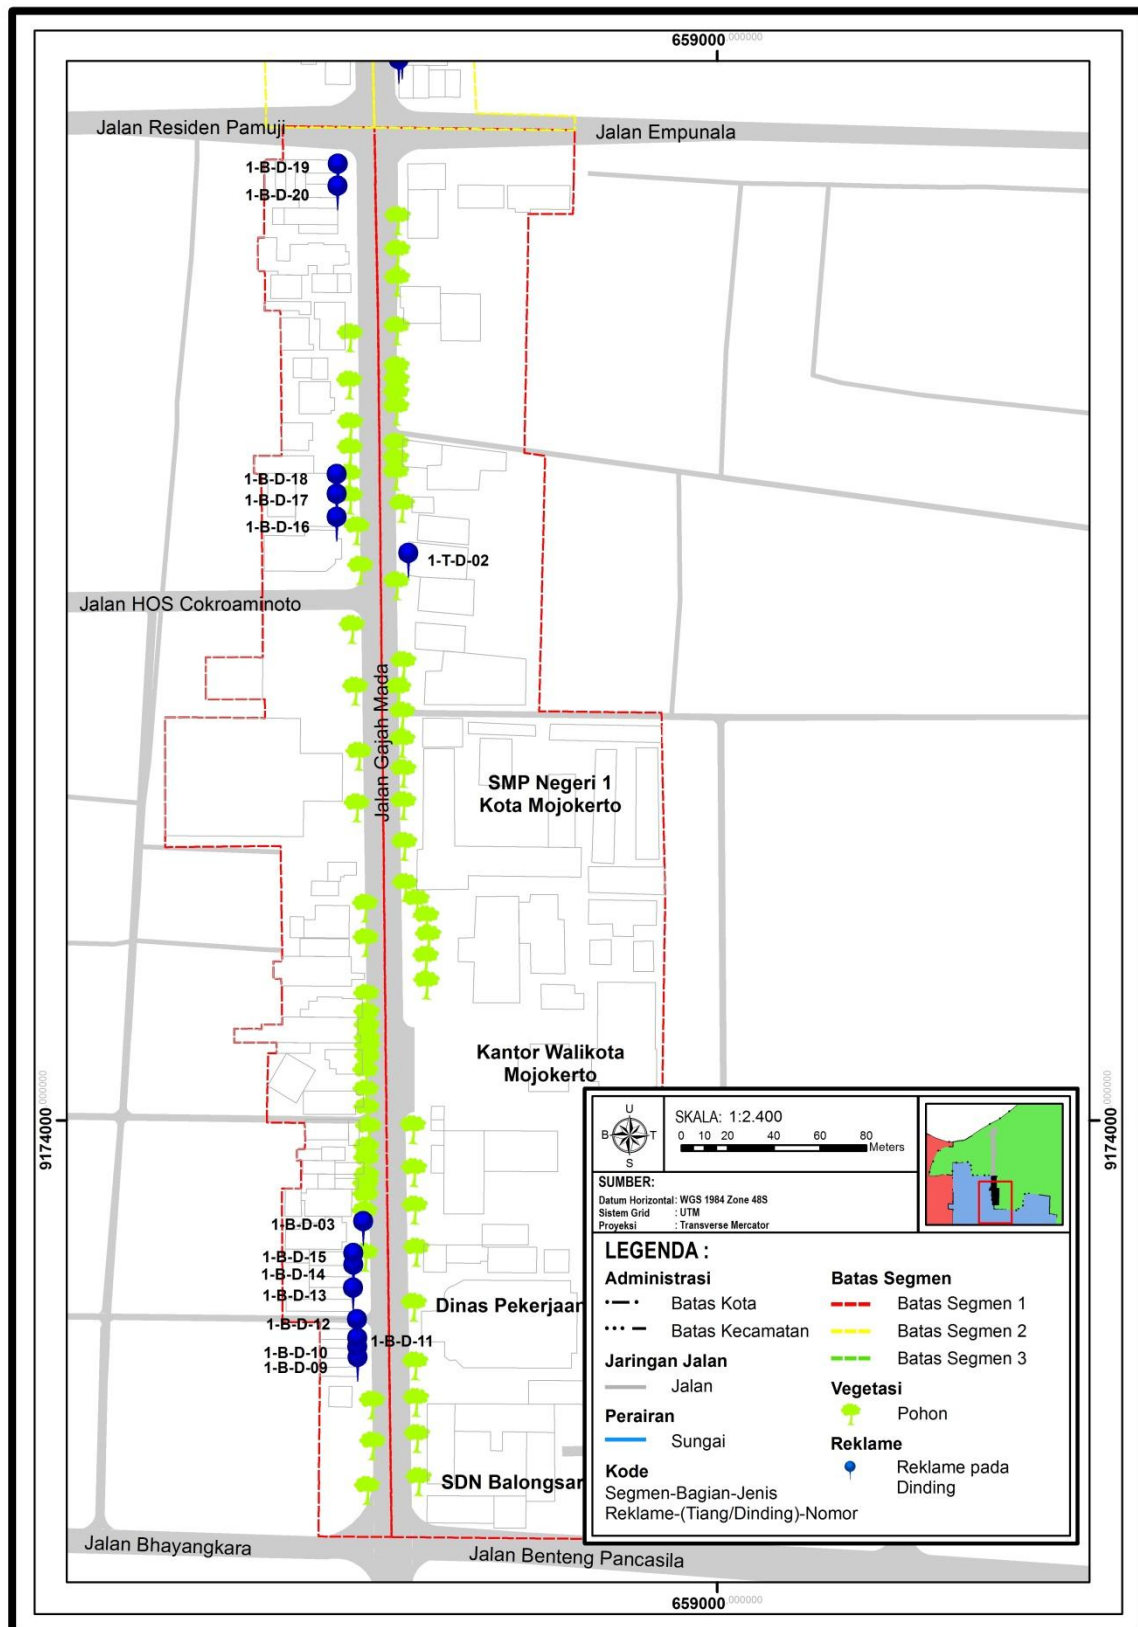 659000.000000
Jalan Residen Pamuji
Jalan Empunala
1-B-D-19
1-B-D-20
1-B-D-18
1-B-D-17
1-B-D-16
1-T-D-02
Jalan HOS Cokroaminoto
Jalan Gajah Mada
SMP Negeri 1
Kota Mojokerto
Kantor Walikota
Mojokerto
9174000.000000
9174000.000000
1-B-D-03
1-B-D-15
1-B-D-14
1-B-D-13
1-B-D-12
1-B-D-11
1-B-D-10
1-B-D-09
Dinas Pekerjaan
SDN Balongsar
Jalan Bhayangkara
Jalan Benteng Pancasila
659000.000000
U
B T
S
SKALA: 1:2.400
0 10 20 40 60 80
Meters
SUMBER:
Datum Horizontal : WGS 1984 Zone 48S
Sistem Grid : UTM
Proyeksi : Transverse Mercator
LEGENDA :
Administrasi
Batas Kota
Batas Kecamatan
Jaringan Jalan
Jalan
Perairan
Sungai
Kode
Segmen-Bagian-Jenis
Reklame-(Tiang/Dinding)-Nomor
Batas Segmen
Batas Segmen 1
Batas Segmen 2
Batas Segmen 3
Vegetasi
Pohon
Reklame
Reklame pada
Dinding